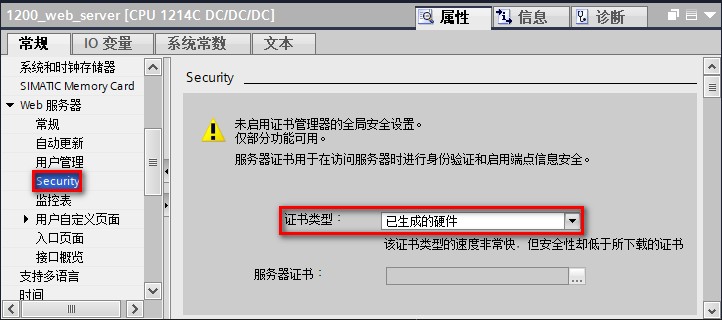 1200_web_server [CPU 1214C DC/DC/DC]
属性
信息
诊断
常规
IO 变量
系统常数
文本
系统和时钟存储器
SIMATIC Memory Card
Web 服务器
常规
自动更新
用户管理
Security
监控表
用户自定义页面
入口页面
接口概览
支持多语言
时间
Security
未启用证书管理器的全局安全设置。
仅部分功能可用。
服务器证书用于在访问服务器时进行身份验证和启用端点信息安全。
证书类型：
已生成的硬件
该证书类型的速度非常快，但安全性却低于所下载的证书
服务器证书：
...